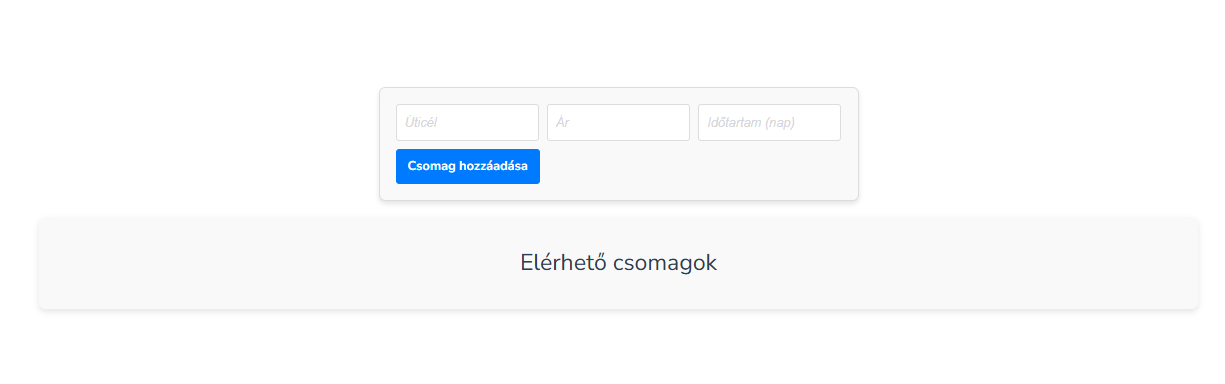 Úticél
Ár
Időtartam (nap)
Csomag hozzáadása
Elérhető csomagok